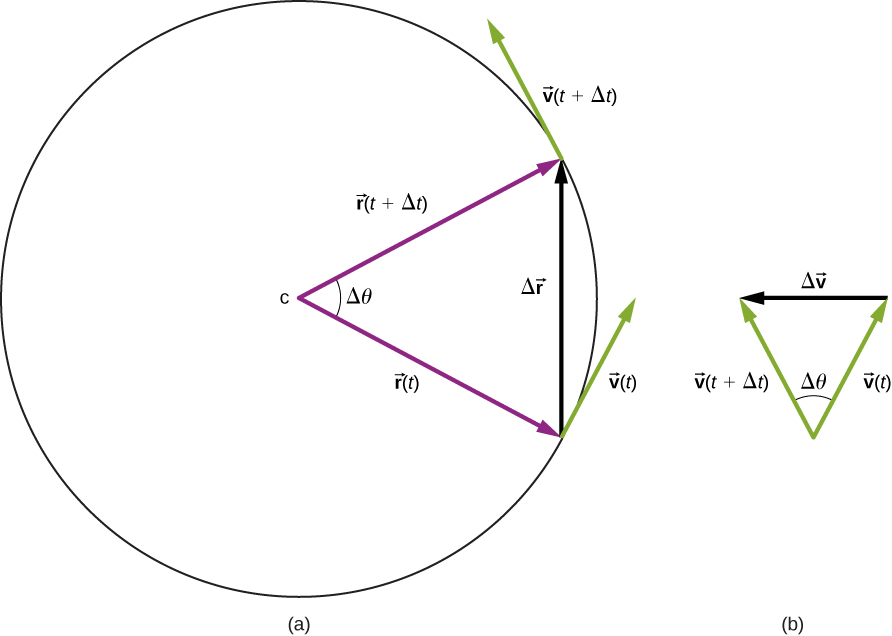 v⃗(t + Δt)
r⃗(t + Δt)
c
Δθ
Δr⃗
r⃗(t)
v⃗(t)
(a)
Δv⃗
v⃗(t + Δt)
Δθ
v⃗(t)
(b)